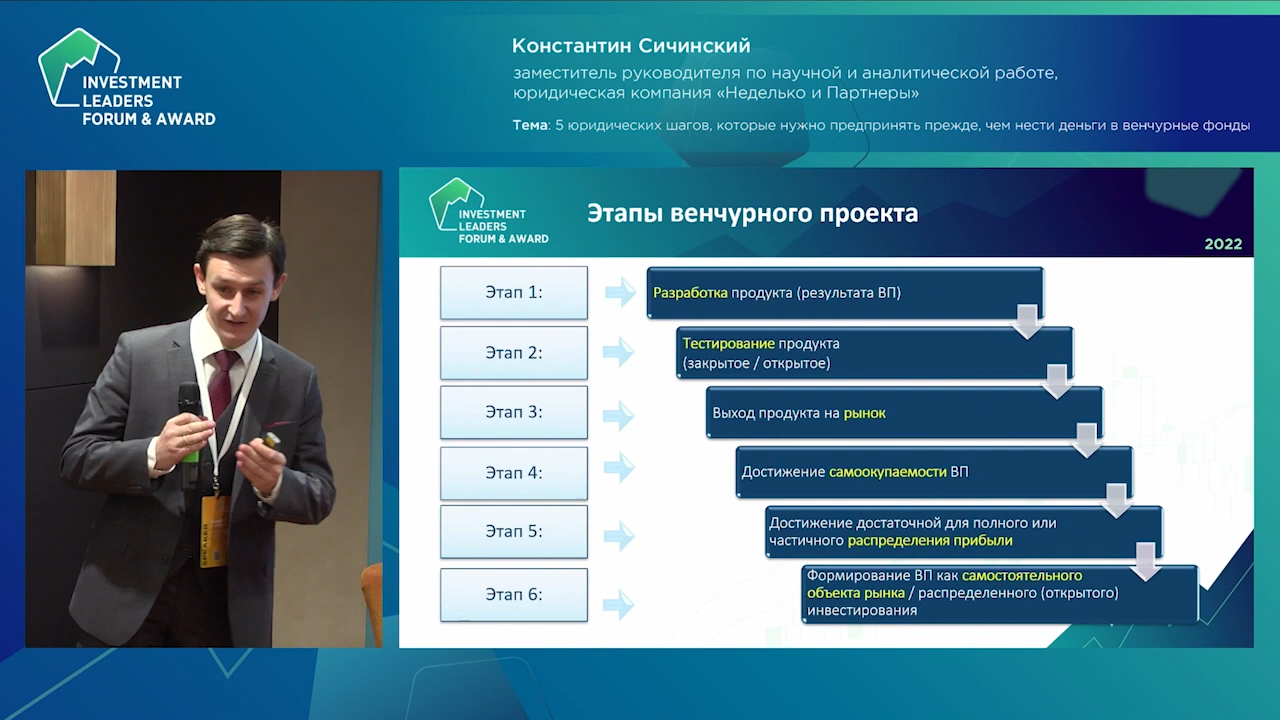 INVESTMENT
LEADERS
FORUM & AWARD
Константин Сичинский
заместитель руководителя по научной и аналитической работе,
юридическая компания «Неделько и Партнеры»
Тема: 5 юридических шагов, которые нужно предпринять прежде, чем нести деньги в венчурные фонды
SPEAKER
INVESTMENT
LEADERS
FORUM & AWARD
Этапы венчурного проекта
2022
Этап 1:
Разработка продукта (результата ВП)
Этап 2:
Тестирование продукта
(закрытое / открытое)
Этап 3:
Выход продукта на рынок
Этап 4:
Достижение самоокупаемости ВП
Этап 5:
Достижение достаточной для полного или
частичного распределения прибыли
Этап 6:
Формирование ВП как самостоятельного
объекта рынка / распределенного (открытого)
инвестирования